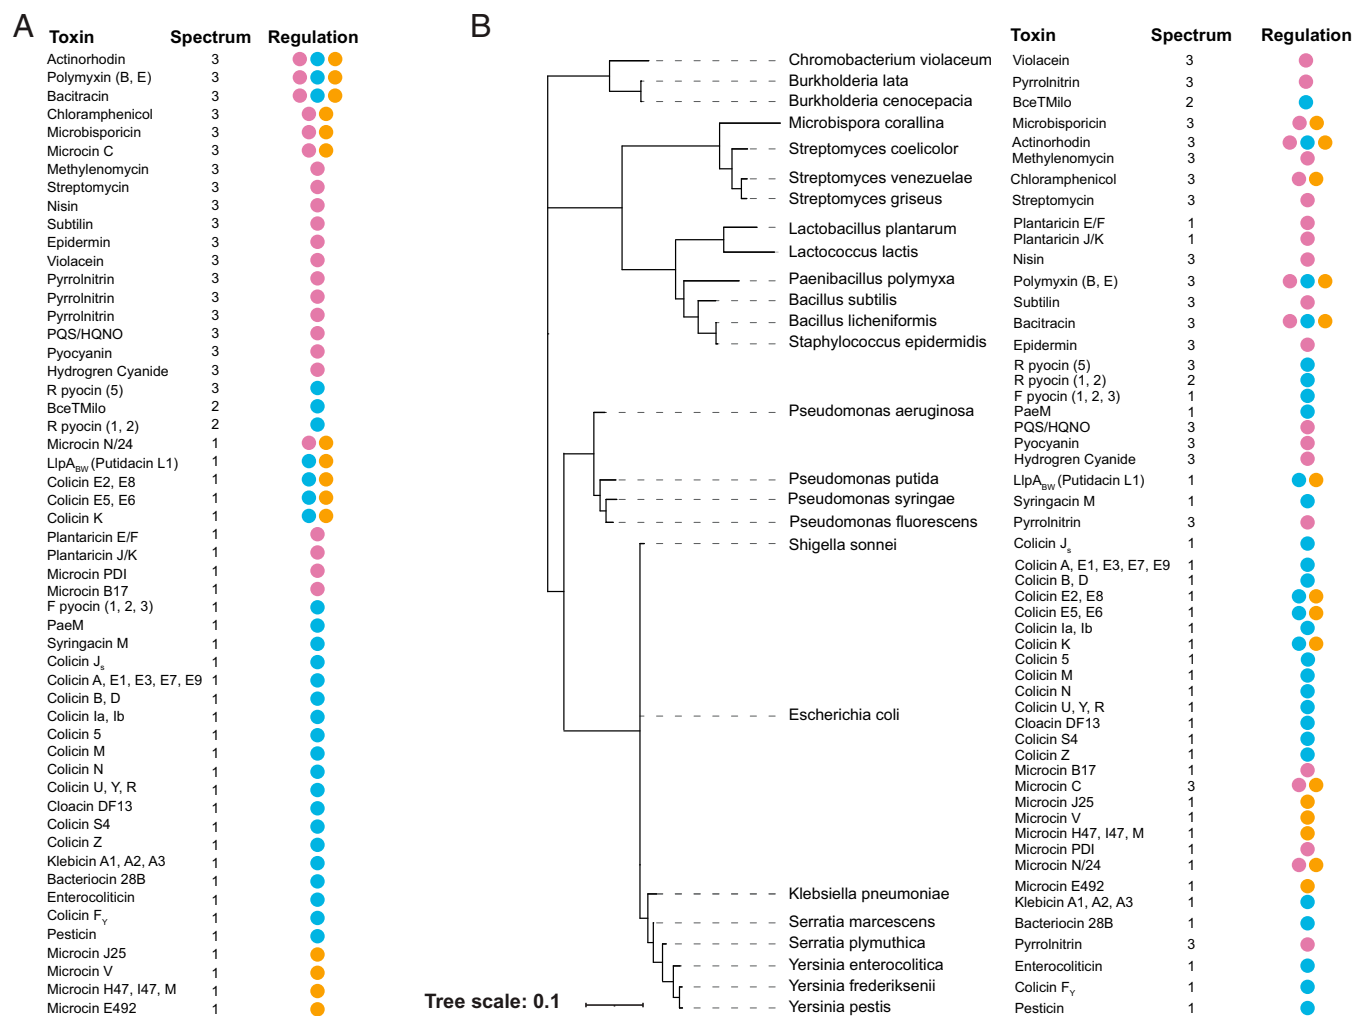 A
Toxin Spectrum Regulation
Actinorhodin 3
Polymyxin (B, E) 3
Bacitracin 3
Chloramphenicol 3
Microbisporicin 3
Microcin C 3
Methylenomycin 3
Streptomycin 3
Nisin 3
Subtilin 3
Epidermin 3
Violacein 3
Pyrrolnitrin 3
Pyrrolnitrin 3
Pyrrolnitrin 3
PQS/HQNO 3
Pyocyanin 3
Hydrogren Cyanide 3
R pyocin (5) 3
BceTMilo 2
R pyocin (1, 2) 2
Microcin N/24 1
LlpABW (Putidacin L1) 1
Colicin E2, E8 1
Colicin E5, E6 1
Colicin K 1
Plantaricin E/F 1
Plantaricin J/K 1
Microcin PDI 1
Microcin B17 1
F pyocin (1, 2, 3) 1
PaeM 1
Syringacin M 1
Colicin Js 1
Colicin A, E1, E3, E7, E9 1
Colicin B, D 1
Colicin Ia, Ib 1
Colicin 5 1
Colicin M 1
Colicin N 1
Colicin U, Y, R 1
Cloacin DF13 1
Colicin S4 1
Colicin Z 1
Klebicin A1, A2, A3 1
Bacteriocin 28B 1
Enterocoliticin 1
Colicin FY 1
Pesticin 1
Microcin J25 1
Microcin V 1
Microcin H47, I47, M 1
Microcin E492 1
B
Toxin Spectrum Regulation
Chromobacterium violaceum Violacein 3
Burkholderia lata Pyrrolnitrin 3
Burkholderia cenocepacia BceTMilo 2
Microbispora corallina Microbisporicin 3
Streptomyces coelicolor Actinorhodin 3
Methylenomycin 3
Streptomyces venezuelae Chloramphenicol 3
Streptomyces griseus Streptomycin 3
Lactobacillus plantarum Plantaricin E/F 1
Plantaricin J/K 1
Lactococcus lactis Nisin 3
Paenibacillus polymyxa Polymyxin (B, E) 3
Bacillus subtilis Subtilin 3
Bacillus licheniformis Bacitracin 3
Staphylococcus epidermidis Epidermin 3
R pyocin (5) 3
R pyocin (1, 2) 2
F pyocin (1, 2, 3) 1
Pseudomonas aeruginosa PaeM 1
PQS/HQNO 3
Pyocyanin 3
Hydrogren Cyanide 3
Pseudomonas putida LlpABW (Putidacin L1) 1
Pseudomonas syringae Syringacin M 1
Pseudomonas fluorescens Pyrrolnitrin 3
Shigella sonnei Colicin Js 1
Colicin A, E1, E3, E7, E9 1
Colicin B, D 1
Colicin E2, E8 1
Colicin E5, E6 1
Colicin Ia, Ib 1
Colicin K 1
Colicin 5 1
Colicin M 1
Colicin N 1
Escherichia coli Colicin U, Y, R 1
Cloacin DF13 1
Colicin S4 1
Colicin Z 1
Microcin B17 1
Microcin C 3
Microcin J25 1
Microcin V 1
Microcin H47, I47, M 1
Microcin PDI 1
Microcin N/24 1
Klebsiella pneumoniae Microcin E492 1
Klebicin A1, A2, A3 1
Serratia marcescens Bacteriocin 28B 1
Serratia plymuthica Pyrrolnitrin 3
Yersinia enterocolitica Enterocoliticin 1
Yersinia frederiksenii Colicin FY 1
Yersinia pestis Pesticin 1
Tree scale: 0.1